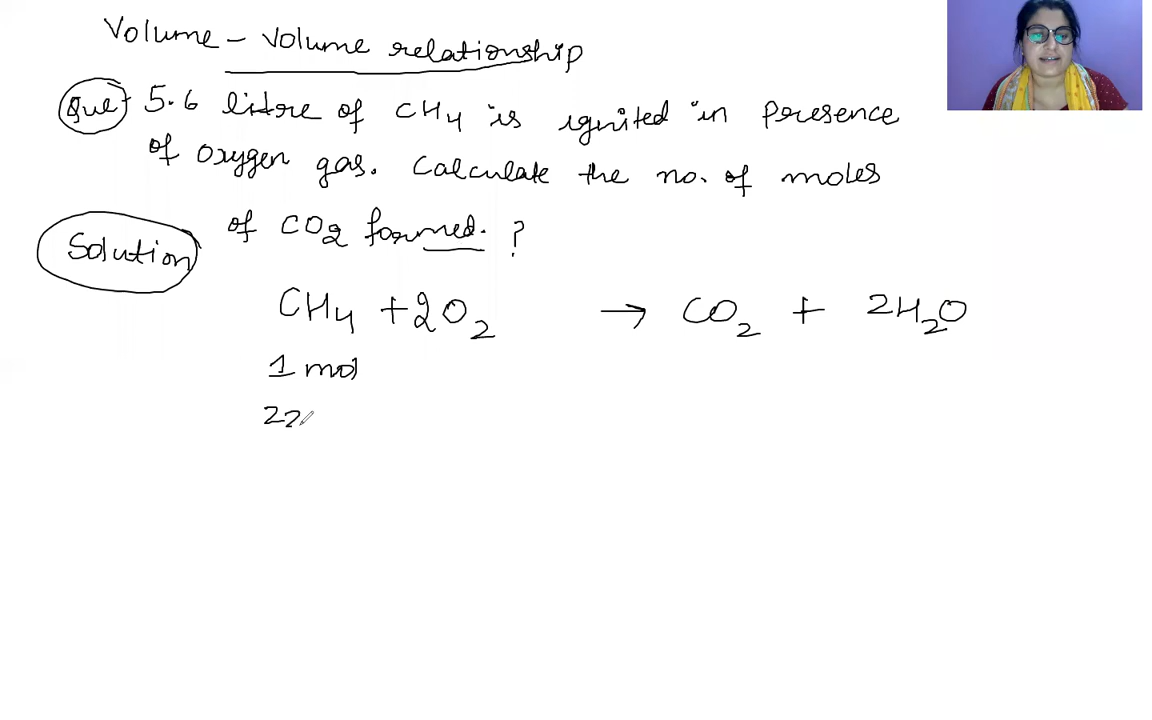 Volume - Volume relationship
Que- 5.6 litre of CH4 is ignited in presence
of oxygen gas. Calculate the no. of moles
of CO2 formed. ?
Solution
CH4 + 2O2 → CO2 + 2H2O
1 mol
22